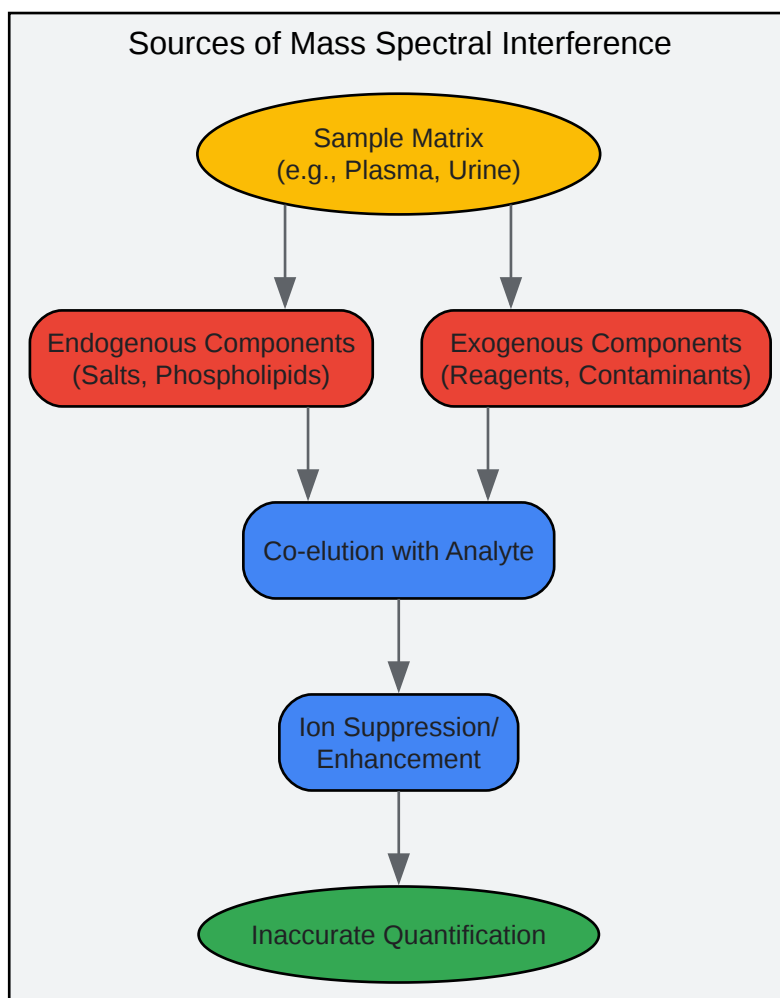 Sources of Mass Spectral Interference
Sample Matrix
(e.g., Plasma, Urine)
Endogenous Components
(Salts, Phospholipids)
Exogenous Components
(Reagents, Contaminants)
Co-elution with Analyte
Ion Suppression/
Enhancement
Inaccurate Quantification